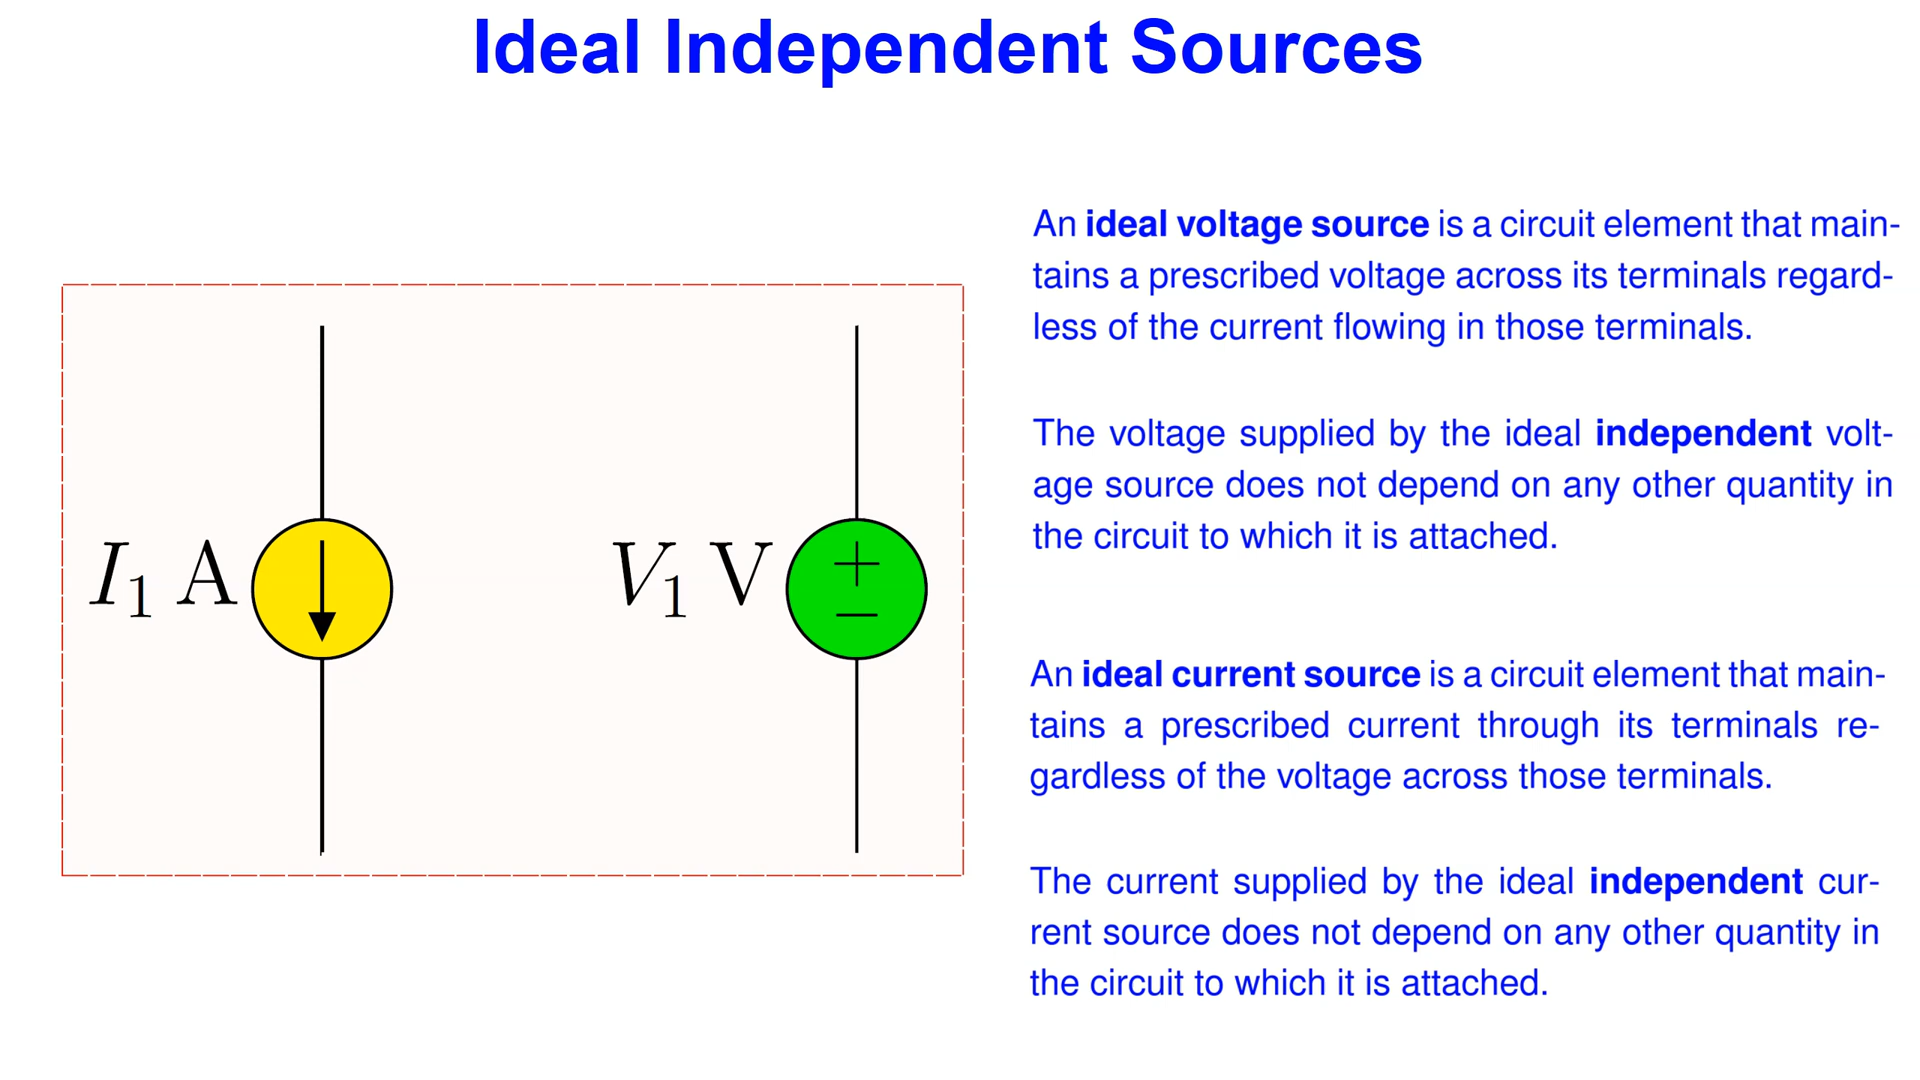 Ideal Independent Sources
I₁ A
V₁ V
+
−
An ideal voltage source is a circuit element that main-
tains a prescribed voltage across its terminals regard-
less of the current flowing in those terminals.
The voltage supplied by the ideal independent volt-
age source does not depend on any other quantity in
the circuit to which it is attached.
An ideal current source is a circuit element that main-
tains a prescribed current through its terminals re-
gardless of the voltage across those terminals.
The current supplied by the ideal independent cur-
rent source does not depend on any other quantity in
the circuit to which it is attached.